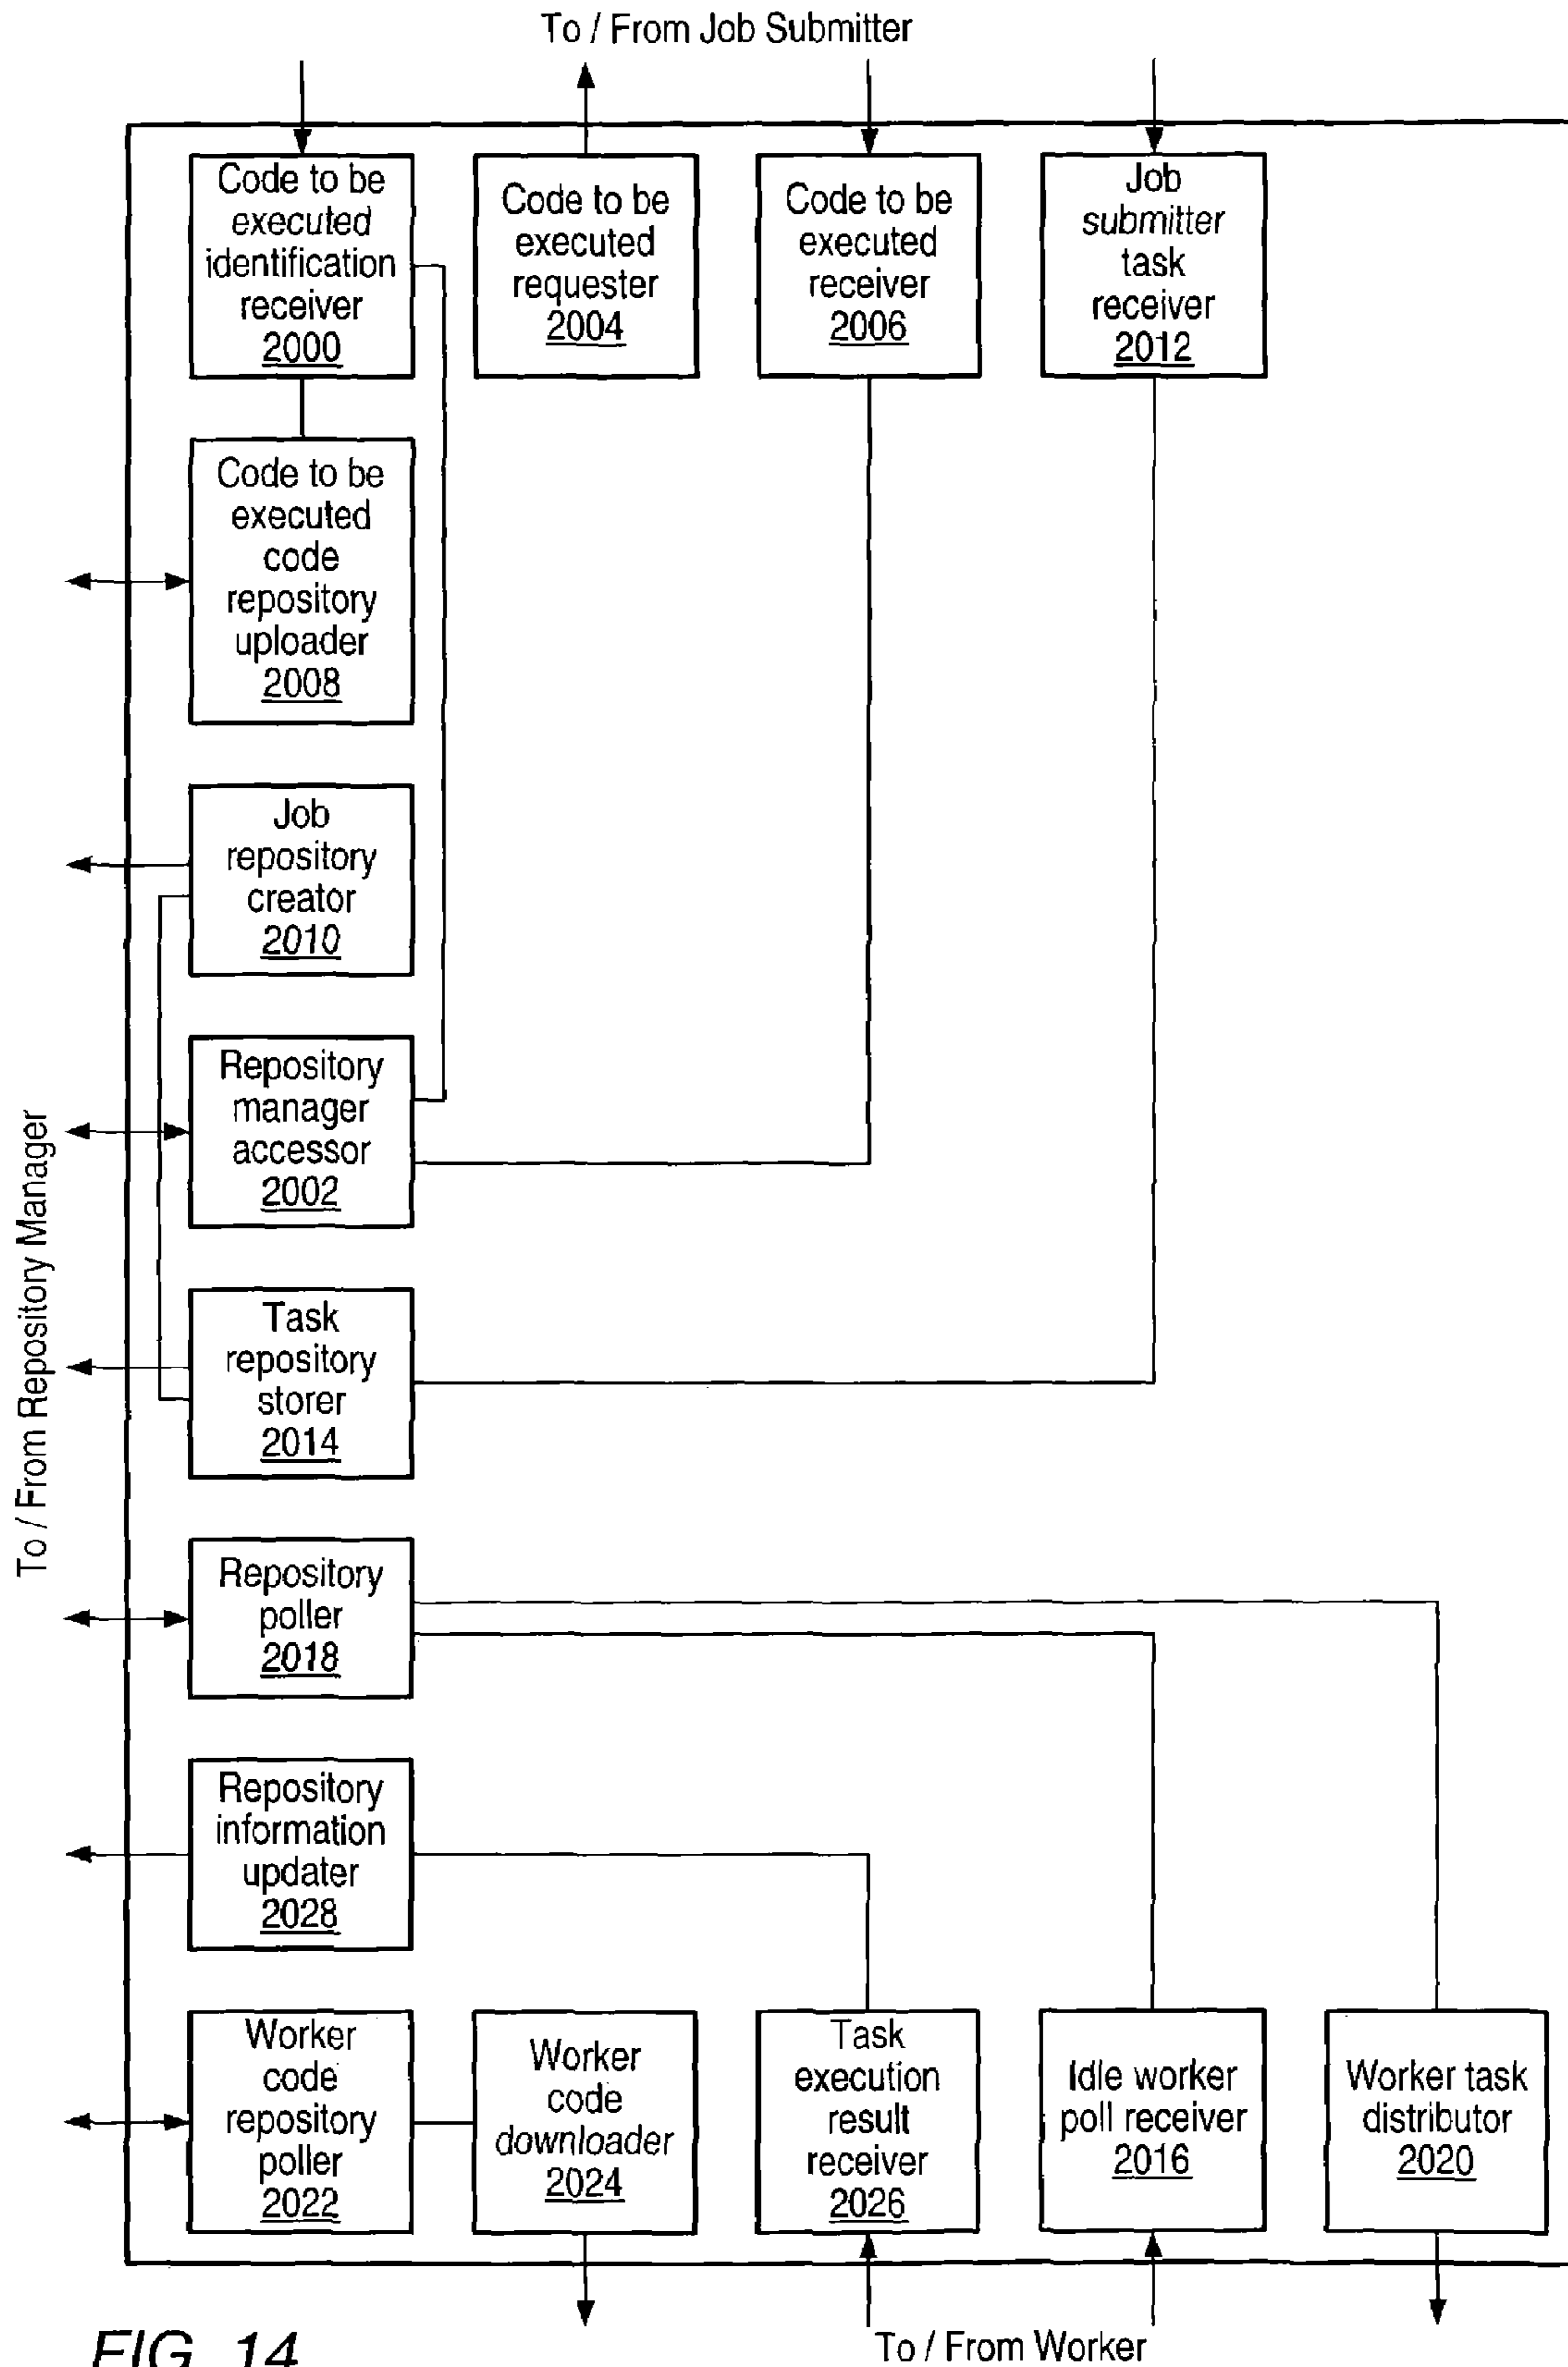 To / From Job Submitter
Code to be
executed
identification
receiver
2000
Code to be
executed
requester
2004
Code to be
executed
receiver
2006
Job
submitter
task
receiver
2012
Code to be
executed
code
repository
uploader
2008
Job
repository
creator
2010
Repository
manager
accessor
2002
To / From Repository Manager
Task
repository
storer
2014
Repository
poller
2018
Repository
information
updater
2028
Worker
code
repository
poller
2022
Worker
code
downloader
2024
Task
execution
result
receiver
2026
Idle worker
poll receiver
2016
Worker task
distributor
2020
To / From Worker
FIG. 14